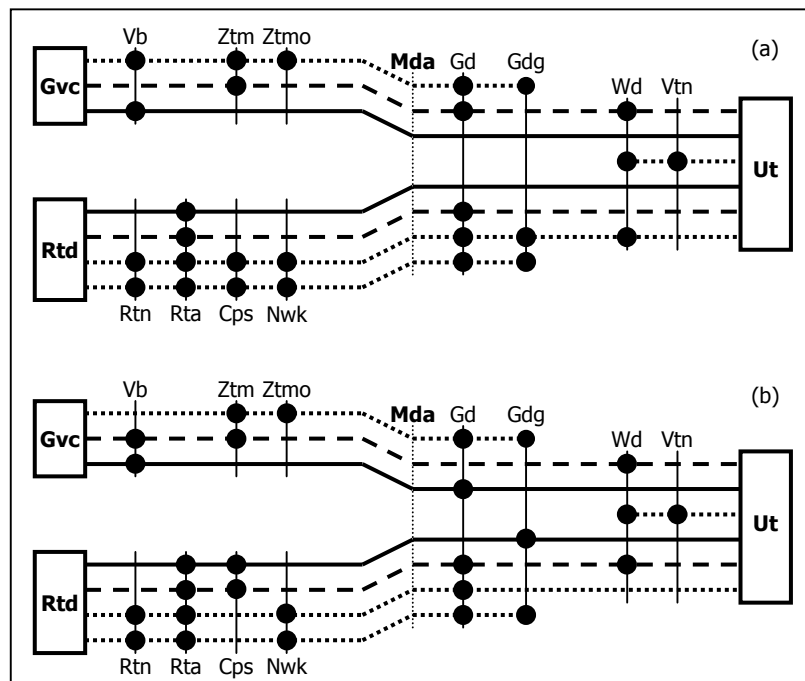 Vb Ztm Ztmo (a)
Gvc Mda Gd Gdg
Wd Vtn
Ut
Rtd
Rtn Rta Cps Nwk
Vb Ztm Ztmo (b)
Gvc Mda Gd Gdg
Wd Vtn
Ut
Rtd
Rtn Rta Cps Nwk